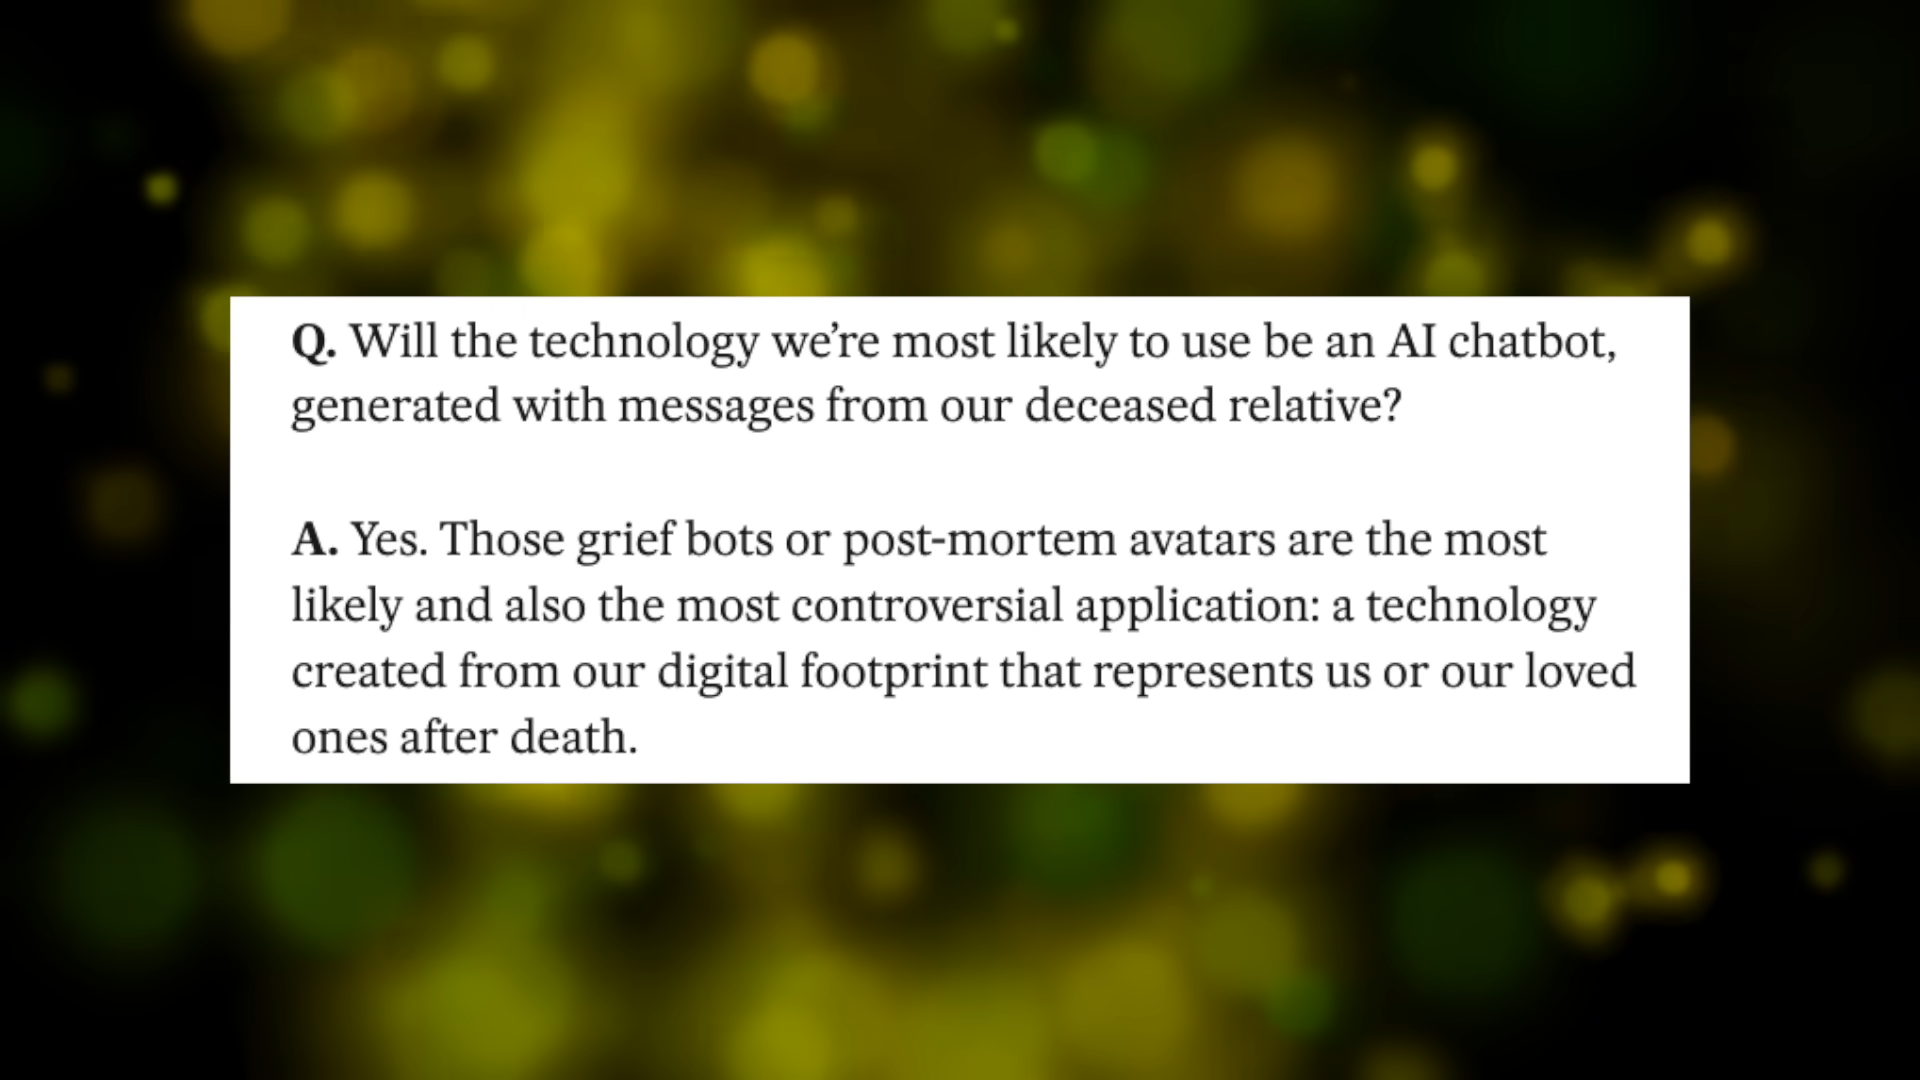 Q. Will the technology we’re most likely to use be an AI chatbot,
generated with messages from our deceased relative?
A. Yes. Those grief bots or post-mortem avatars are the most
likely and also the most controversial application: a technology
created from our digital footprint that represents us or our loved
ones after death.